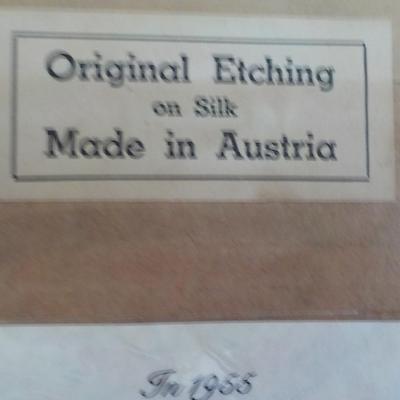 Original Etching
on Silk
Made in Austria
In 1955